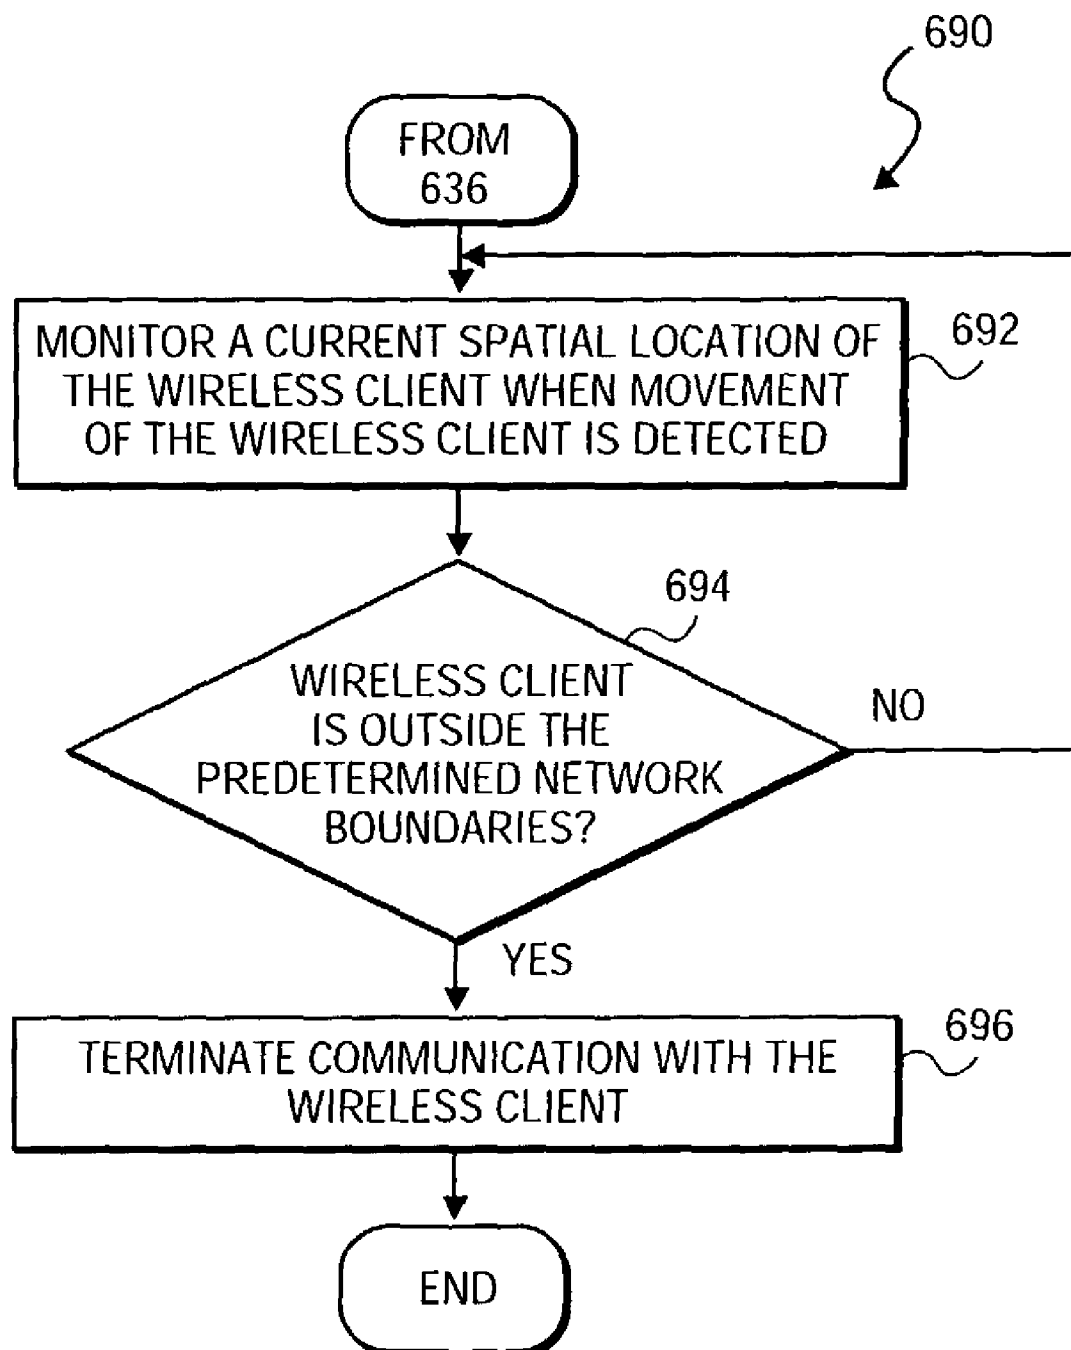 690
FROM
636
MONITOR A CURRENT SPATIAL LOCATION OF
THE WIRELESS CLIENT WHEN MOVEMENT
OF THE WIRELESS CLIENT IS DETECTED
692
694
WIRELESS CLIENT
IS OUTSIDE THE
PREDETERMINED NETWORK
BOUNDARIES?
NO
YES
TERMINATE COMMUNICATION WITH THE
WIRELESS CLIENT
696
END